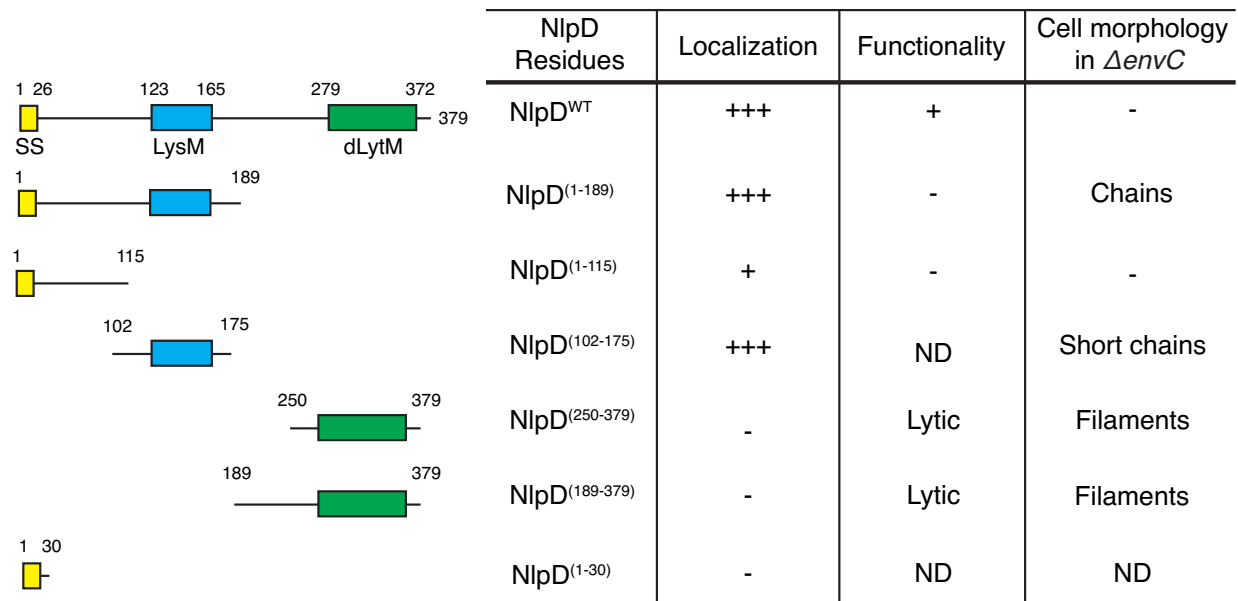 NlpD Residues Localization Functionality Cell morphology in ΔenvC
1 26 123 165 279 372
379
SS LysM dLytM
NlpDWT +++ + -
1 189
NlpD(1-189) +++ - Chains
1 115
NlpD(1-115) + - -
102 175
NlpD(102-175) +++ ND Short chains
250 379
NlpD(250-379) - Lytic Filaments
189 379
NlpD(189-379) - Lytic Filaments
1 30
NlpD(1-30) - ND ND